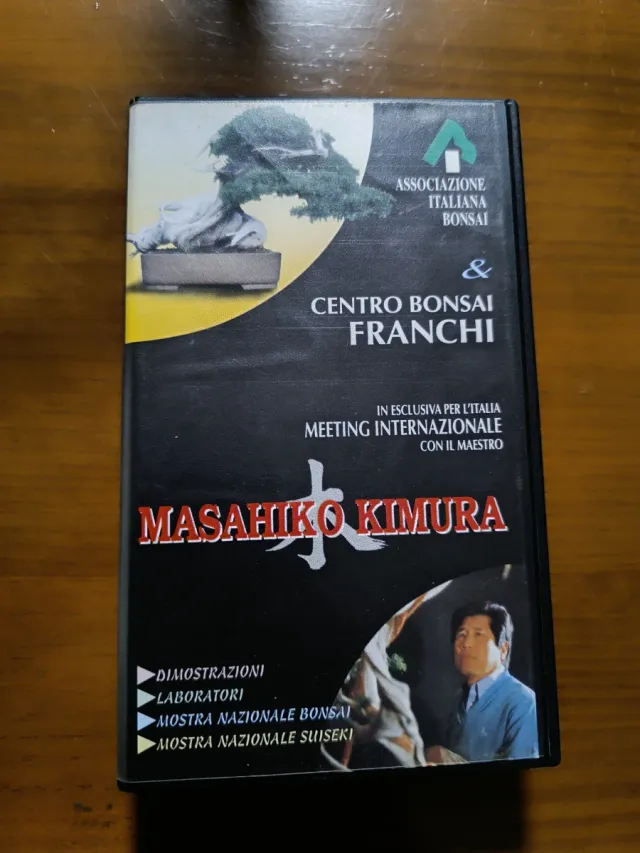 ASSOCIAZIONE
ITALIANA
BONSAI
&
CENTRO BONSAI
FRANCHI
IN ESCLUSIVA PER L'ITALIA
MEETING INTERNAZIONALE
CON IL MAESTRO
木
MASAHIKO KIMURA
DIMOSTRAZIONI
LABORATORI
MOSTRA NAZIONALE BONSAI
MOSTRA NAZIONALE SUISEKI